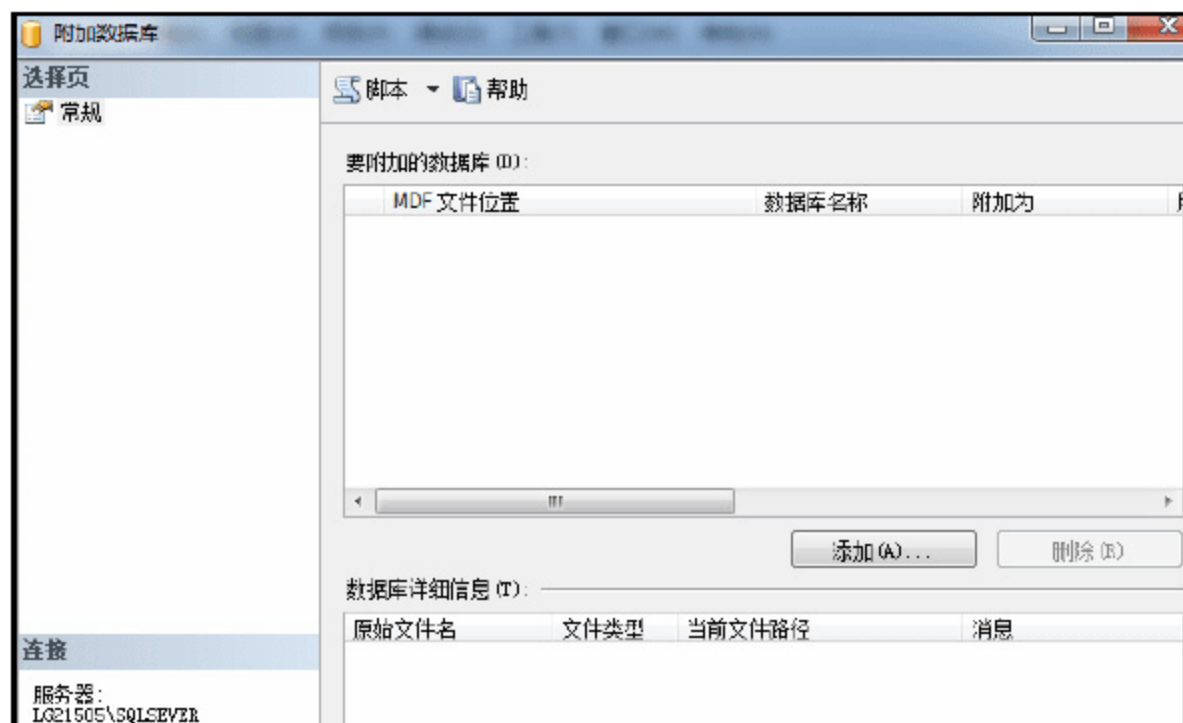 附加数据库
选择页
常规
脚本 帮助
要附加的数据库(D):
MDF 文件位置 数据库名称 附加为
添加(A)... 删除(R)
数据库详细信息(T):
原始文件名 文件类型 当前文件路径 消息
连接
服务器:
LG21505\SQLSEVER